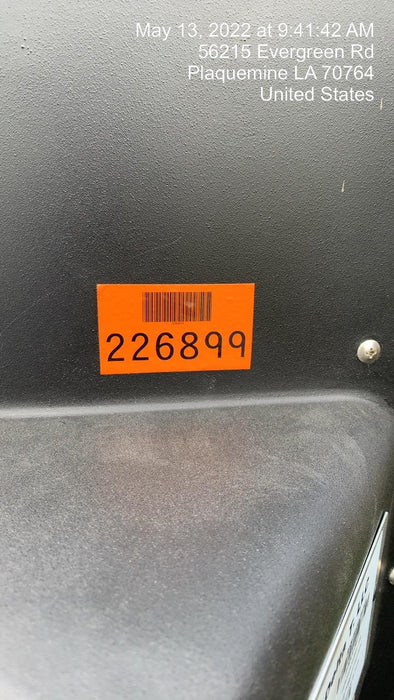 May 13, 2022 at 9:41:42 AM
56215 Evergreen Rd
Plaquemine LA 70764
United States
226899